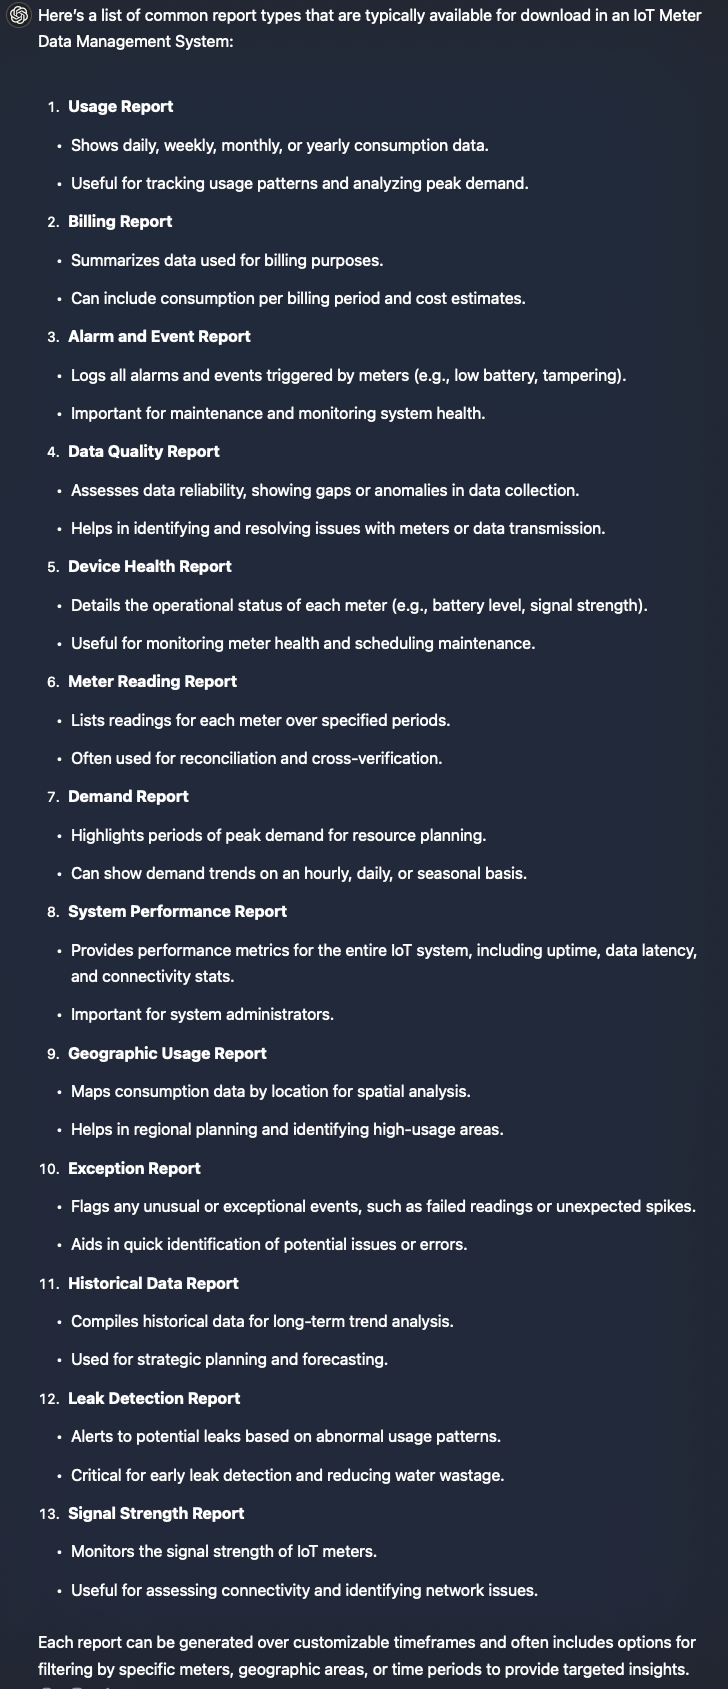 Here's a list of common report types that are typically available for download in an IoT Meter
Data Management System:
1. Usage Report
• Shows daily, weekly, monthly, or yearly consumption data.
• Useful for tracking usage patterns and analyzing peak demand.
2. Billing Report
• Summarizes data used for billing purposes.
• Can include consumption per billing period and cost estimates.
3. Alarm and Event Report
• Logs all alarms and events triggered by meters (e.g., low battery, tampering).
• Important for maintenance and monitoring system health.
4. Data Quality Report
• Assesses data reliability, showing gaps or anomalies in data collection.
• Helps in identifying and resolving issues with meters or data transmission.
5. Device Health Report
• Details the operational status of each meter (e.g., battery level, signal strength).
• Useful for monitoring meter health and scheduling maintenance.
6. Meter Reading Report
• Lists readings for each meter over specified periods.
• Often used for reconciliation and cross-verification.
7. Demand Report
• Highlights periods of peak demand for resource planning.
• Can show demand trends on an hourly, daily, or seasonal basis.
8. System Performance Report
• Provides performance metrics for the entire IoT system, including uptime, data latency,
and connectivity stats.
• Important for system administrators.
9. Geographic Usage Report
• Maps consumption data by location for spatial analysis.
• Helps in regional planning and identifying high-usage areas.
10. Exception Report
• Flags any unusual or exceptional events, such as failed readings or unexpected spikes.
• Aids in quick identification of potential issues or errors.
11. Historical Data Report
• Compiles historical data for long-term trend analysis.
• Used for strategic planning and forecasting.
12. Leak Detection Report
• Alerts to potential leaks based on abnormal usage patterns.
• Critical for early leak detection and reducing water wastage.
13. Signal Strength Report
• Monitors the signal strength of IoT meters.
• Useful for assessing connectivity and identifying network issues.
Each report can be generated over customizable timeframes and often includes options for
filtering by specific meters, geographic areas, or time periods to provide targeted insights.